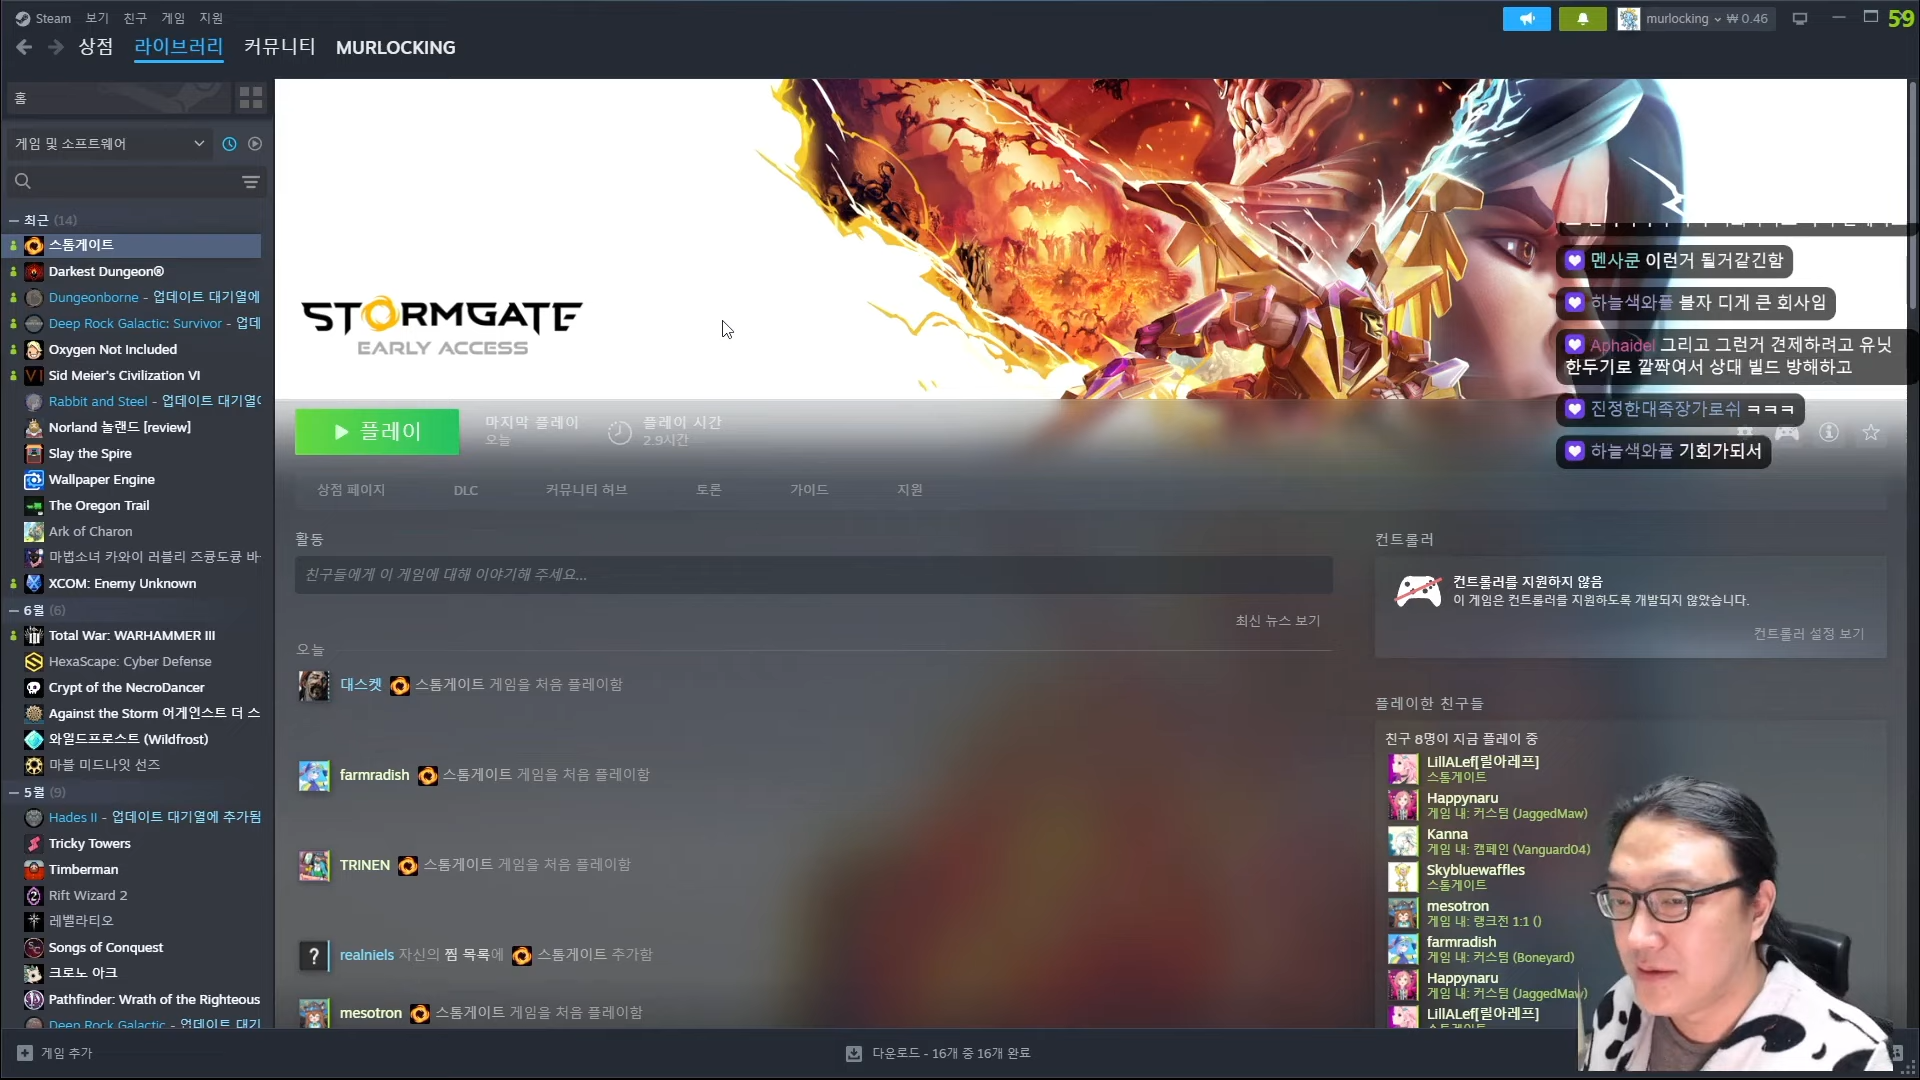 Steam 보기 친구 게임 지원
murlocking ₩ 0.46
59
상점 라이브러리 커뮤니티 MURLOCKING
홈
게임 및 소프트웨어
최근 (14)
스톰게이트
Darkest Dungeon®
Dungeonborne - 업데이트 대기열에
Deep Rock Galactic: Survivor - 업데
Oxygen Not Included
Sid Meier's Civilization VI
Rabbit and Steel - 업데이트 대기열
Norland 놀랜드 [review]
Slay the Spire
Wallpaper Engine
The Oregon Trail
Ark of Charon
마법소녀 카와이 러블리 즈큥도큥 바
XCOM: Enemy Unknown
6월 (6)
Total War: WARHAMMER III
HexaScape: Cyber Defense
Crypt of the NecroDancer
Against the Storm 어게인스트 더 스
와일드프로스트 (Wildfrost)
마블 미드나잇 선즈
5월 (9)
Hades II - 업데이트 대기열에 추가됨
Tricky Towers
Timberman
Rift Wizard 2
레벨라티오
Songs of Conquest
크로노 아크
Pathfinder: Wrath of the Righteous
Deep Rock Galactic - 업데이트 대기
STORMGATE
EARLY ACCESS
멘사쿤 이런거 될거같긴함
하늘색와플 블자 디게 큰 회사임
Aphaidel 그리고 그런거 견제하려고 유닛
한두기로 깔짝여서 상대 빌드 방해하고
진정한대족장가로쉬 ㅋㅋㅋ
하늘색와플 기회가되서
플레이
마지막 플레이
오늘
플레이 시간
2.9시간
상점 페이지 DLC 커뮤니티 허브 토론 가이드 지원
활동
친구들에게 이 게임에 대해 이야기해 주세요...
최신 뉴스 보기
오늘
대스켓 스톰게이트 게임을 처음 플레이함
farmradish 스톰게이트 게임을 처음 플레이함
TRINEN 스톰게이트 게임을 처음 플레이함
realniels 자신의 찜 목록에 스톰게이트 추가함
mesotron 스톰게이트 게임을 처음 플레이함
컨트롤러
컨트롤러를 지원하지 않음
이 게임은 컨트롤러를 지원하도록 개발되지 않았습니다.
컨트롤러 설정 보기
플레이한 친구들
친구 8명이 지금 플레이 중
LillALef[릴아레프]
스톰게이트
Happynaru
게임 내: 커스텀 (JaggedMaw)
Kanna
게임 내: 캠페인 (Vanguard04)
Skybluewaffles
스톰게이트
mesotron
게임 내: 랭크전 1:1 ()
farmradish
게임 내: 커스텀 (Boneyard)
Happynaru
게임 내: 커스텀 (JaggedMaw)
LillALef[릴아레프]
게임 추가
다운로드 - 16개 중 16개 완료